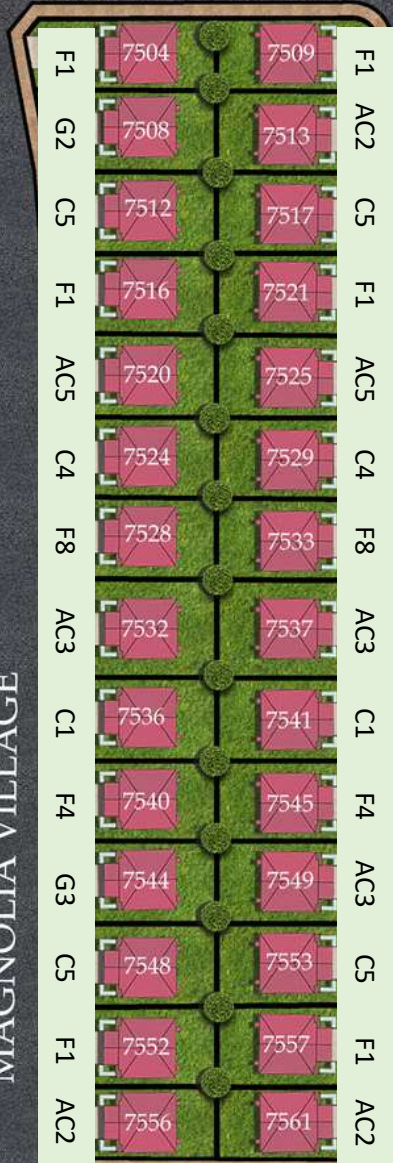 F1 7504 7509 F1
G2 7508 7513 AC2
C5 7512 7517 C5
F1 7516 7521 F1
AC5 7520 7525 AC5
C4 7524 7529 C4
F8 7528 7533 F8
AC3 7532 7537 AC3
C1 7536 7541 C1
F4 7540 7545 F4
G3 7544 7549 AC3
C5 7548 7553 C5
F1 7552 7557 F1
AC2 7556 7561 AC2
MAGNOLIA VILLAGE